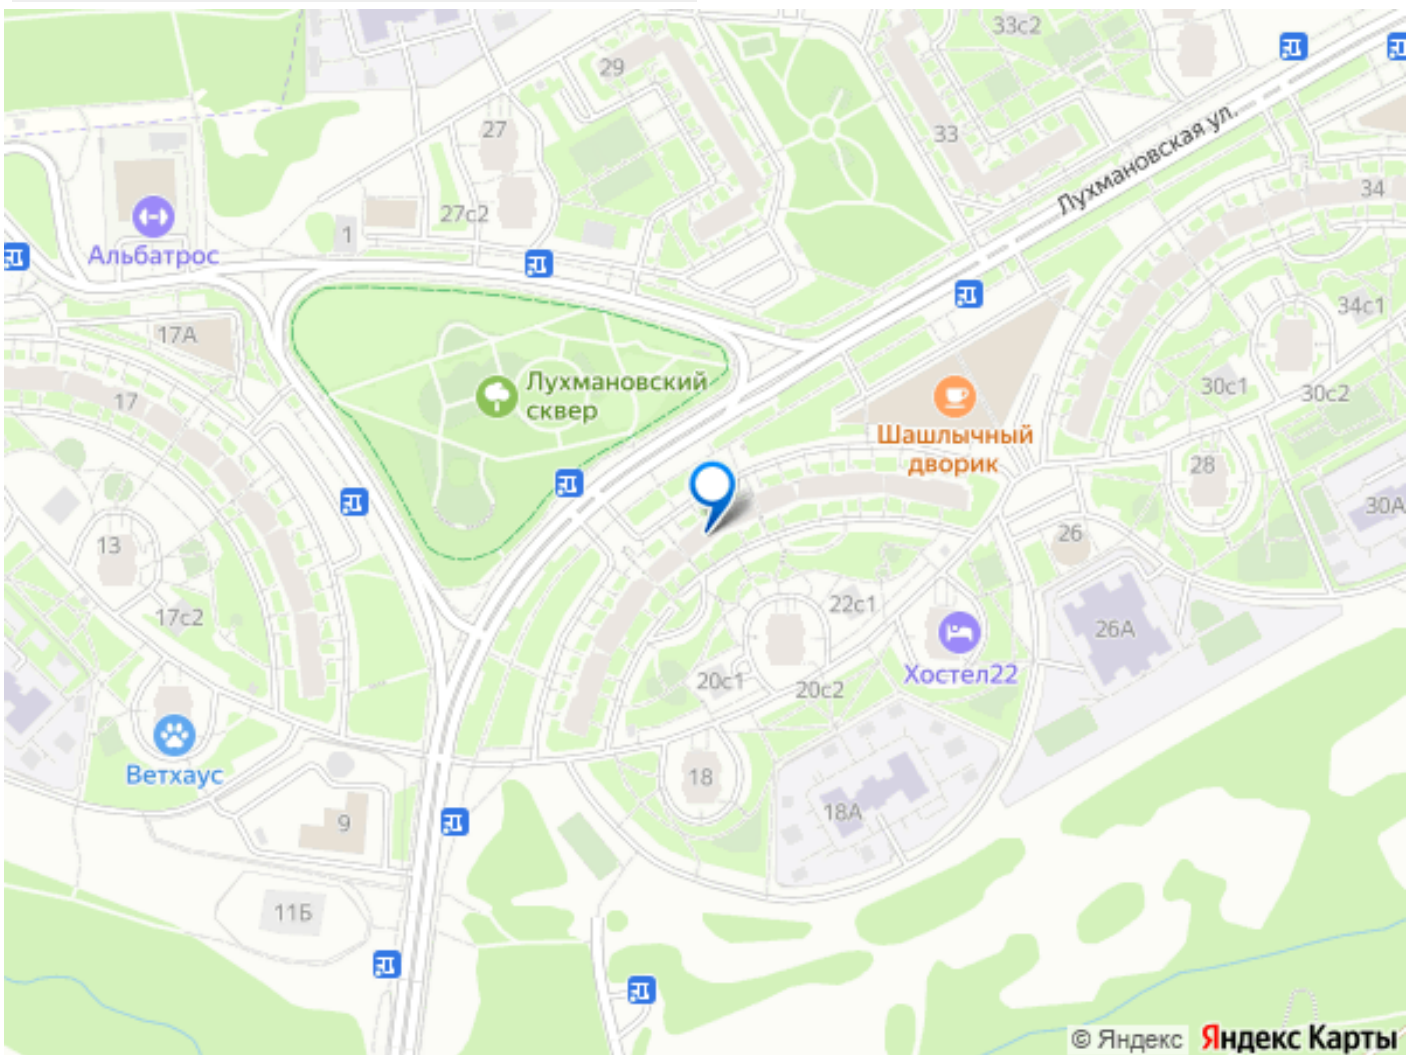 33с2
29
27
33
Лухмановская ул.
34
27с2
1
Альбатрос
34с1
17А
Лухмановский
сквер
30с1
30с2
17
Шашлычный
дворик
28
30А
26
13
22с1
17с2
26А
Хостел22
20с1
20с2
Ветхаус
18
18А
9
11Б
© Яндекс Яндекс Карты